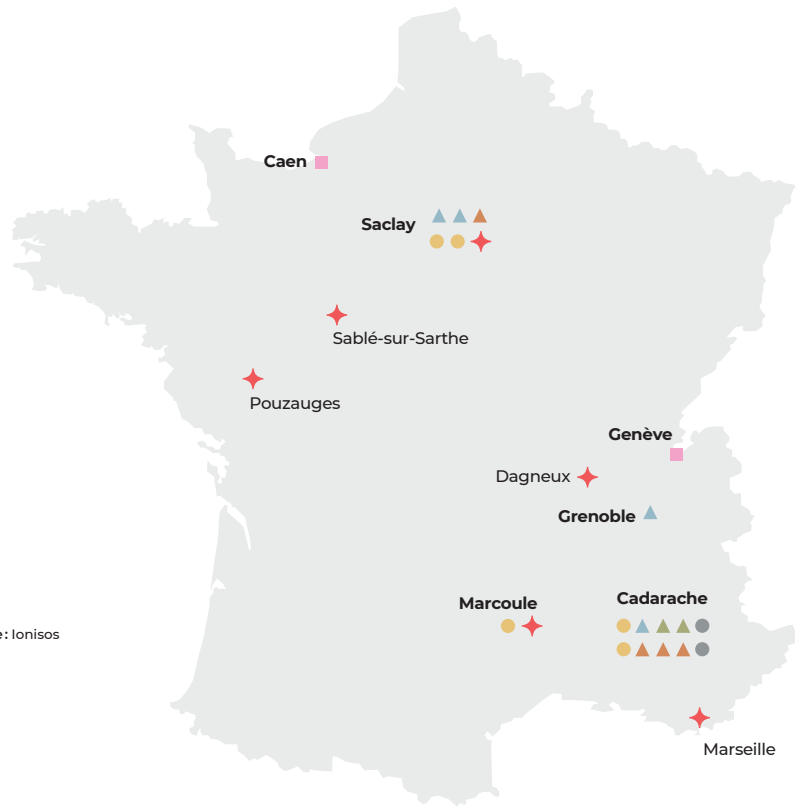 Caen
Saclay
Sablé-sur-Sarthe
Pouzauges
Genève
Dagneux
Grenoble
Marcoule
Cadarache
e : Ionisos
Marseille